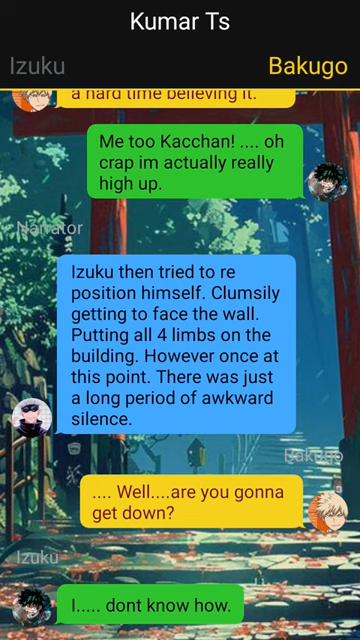 Kumar Ts
Izuku
Bakugo
a hard time believing it.
Me too Kacchan! .... oh
crap im actually really
high up.
Narrator
Izuku then tried to re
position himself. Clumsily
getting to face the wall.
Putting all 4 limbs on the
building. However once at
this point. There was just
a long period of awkward
silence.
Bakugo
.... Well....are you gonna
get down?
Izuku
I..... dont know how.